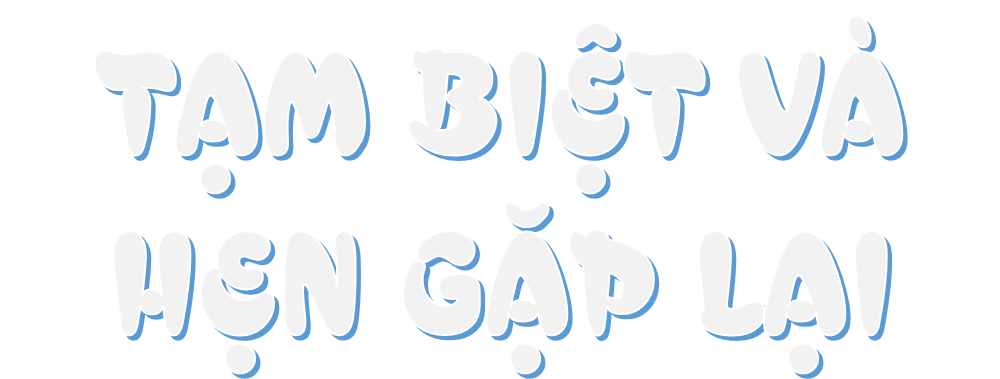 TẠM BIỆT VÀ
HẸN GẶP LẠI